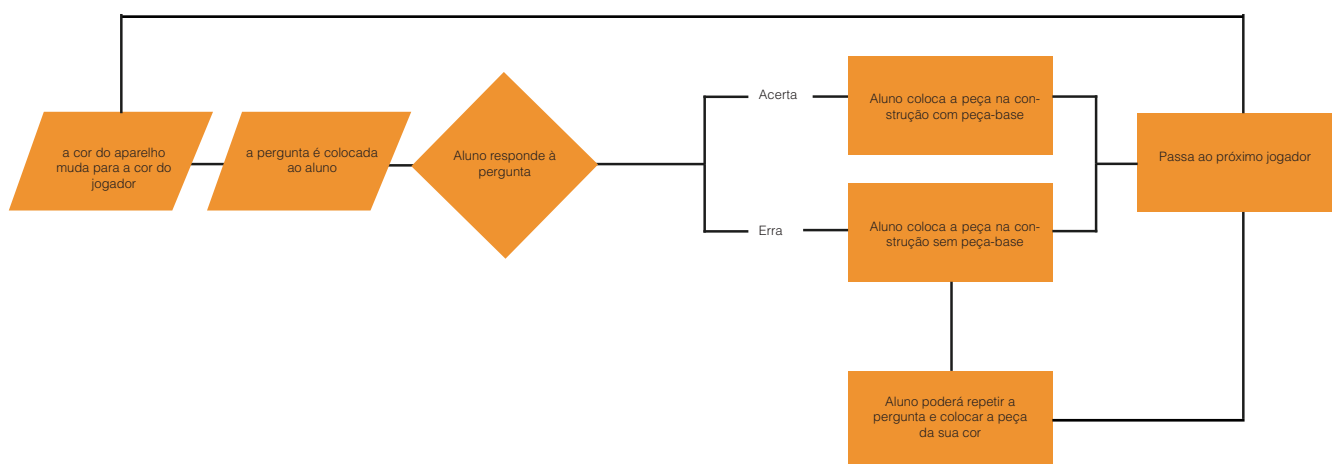 a cor do aparelho
muda para a cor do
jogador
a pergunta é colocada
ao aluno
Aluno responde à
pergunta
Acerta
Erra
Aluno coloca a peça na con-
strução com peça-base
Aluno coloca a peça na con-
strução sem peça-base
Aluno poderá repetir a
pergunta e colocar a peça
da sua cor
Passa ao próximo jogador